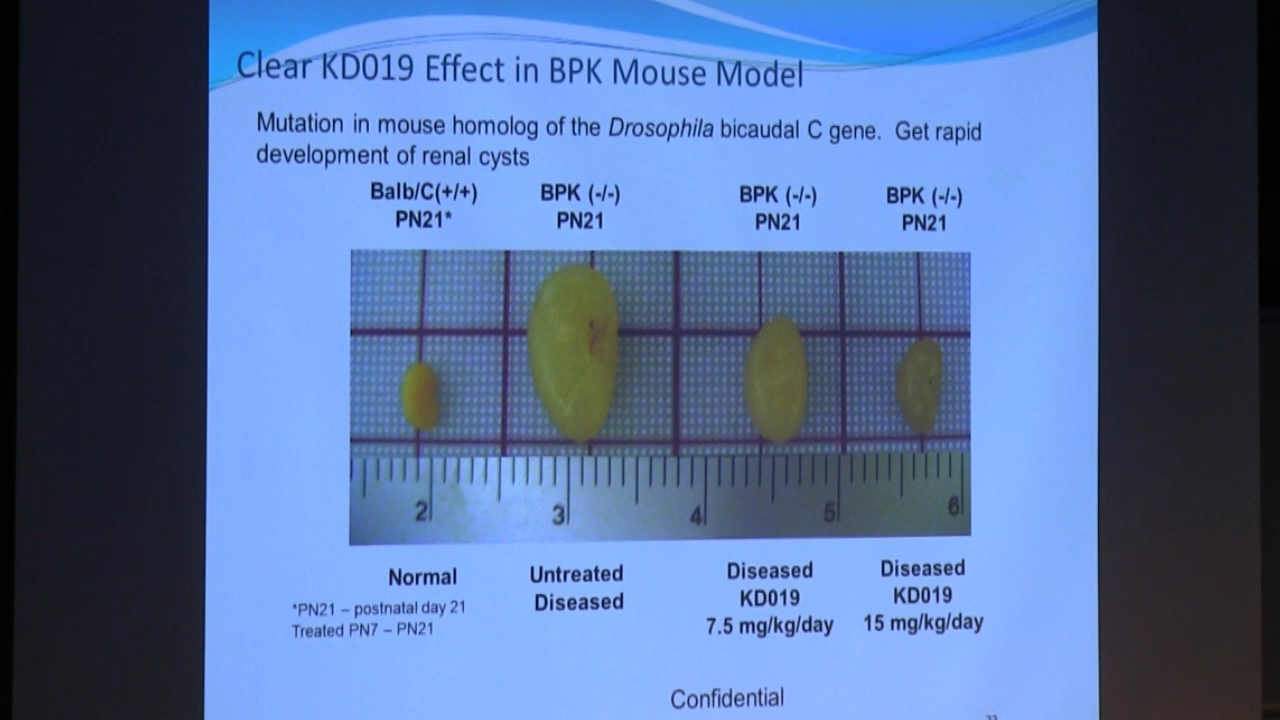 Clear KD019 Effect in BPK Mouse Model
Mutation in mouse homolog of the Drosophila bicaudal C gene. Get rapid
development of renal cysts
Balb/C(+/+) BPK (-/-) BPK (-/-) BPK (-/-)
PN21* PN21 PN21 PN21
2 3 4 5 6
Normal Untreated Diseased Diseased
Diseased KD019 KD019
7.5 mg/kg/day 15 mg/kg/day
*PN21 – postnatal day 21
Treated PN7 – PN21
Confidential